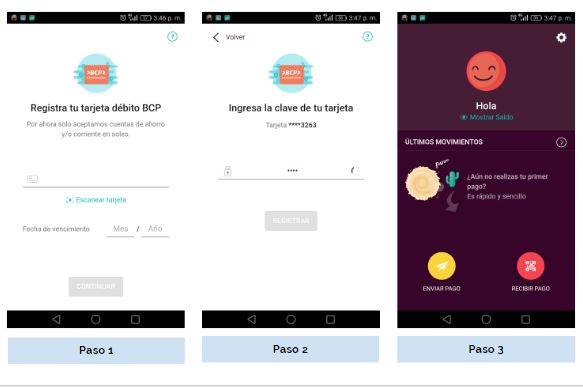 3:46 p. m.
>BCP>
Registra tu tarjeta débito BCP
Por ahora solo aceptamos cuentas de ahorro
y/o corriente en soles.
Escanear tarjeta
Fecha de vencimiento Mes / Año
CONTINUAR
Paso 1
3:47 p. m.
Volver
>BCP>
Ingresa la clave de tu tarjeta
Tarjeta ****3263
••••
REGISTRAR
Paso 2
3:47 p. m.
Hola
Mostrar Saldo
ÚLTIMOS MOVIMIENTOS
¿Aún no realizas tu primer
pago?
Es rápido y sencillo
ENVIAR PAGO
RECIBIR PAGO
Paso 3